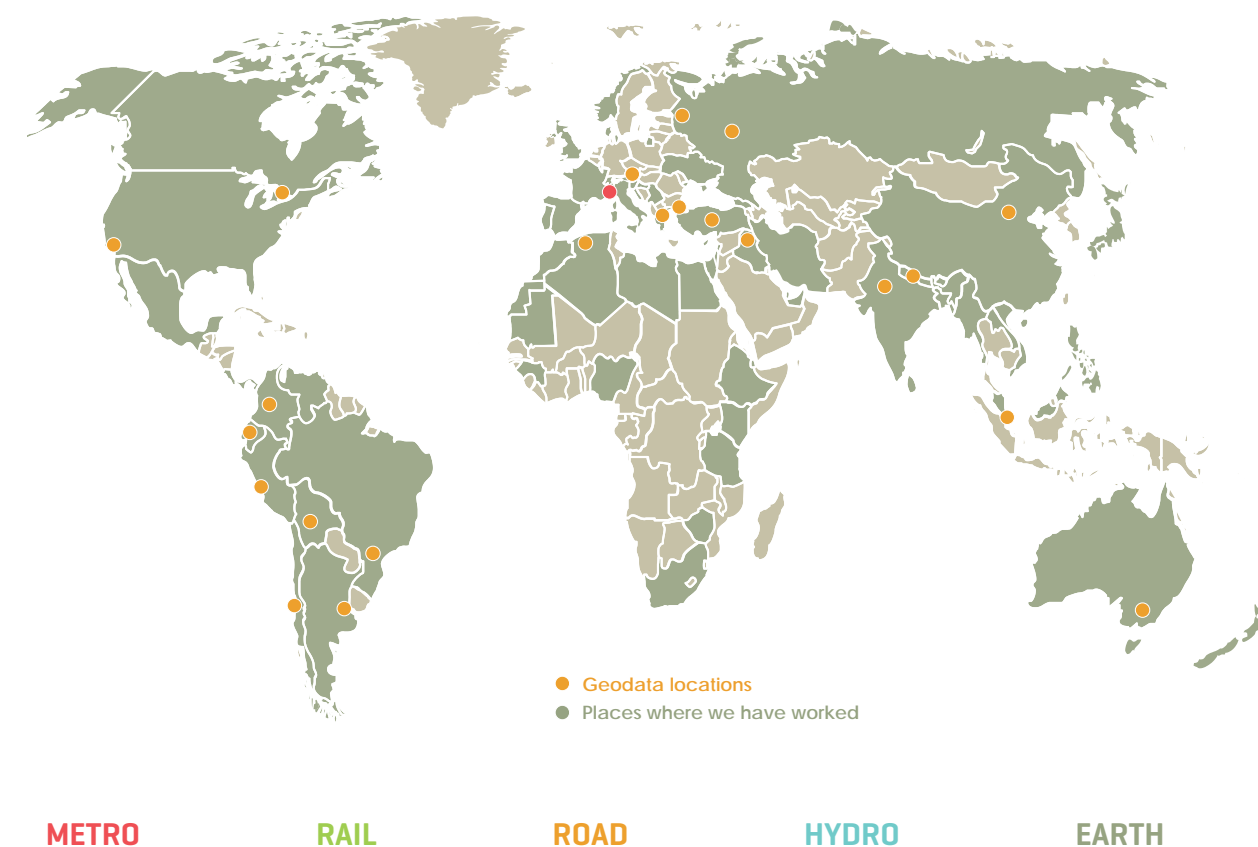 Geodata locations
Places where we have worked
METRO RAIL ROAD HYDRO EARTH